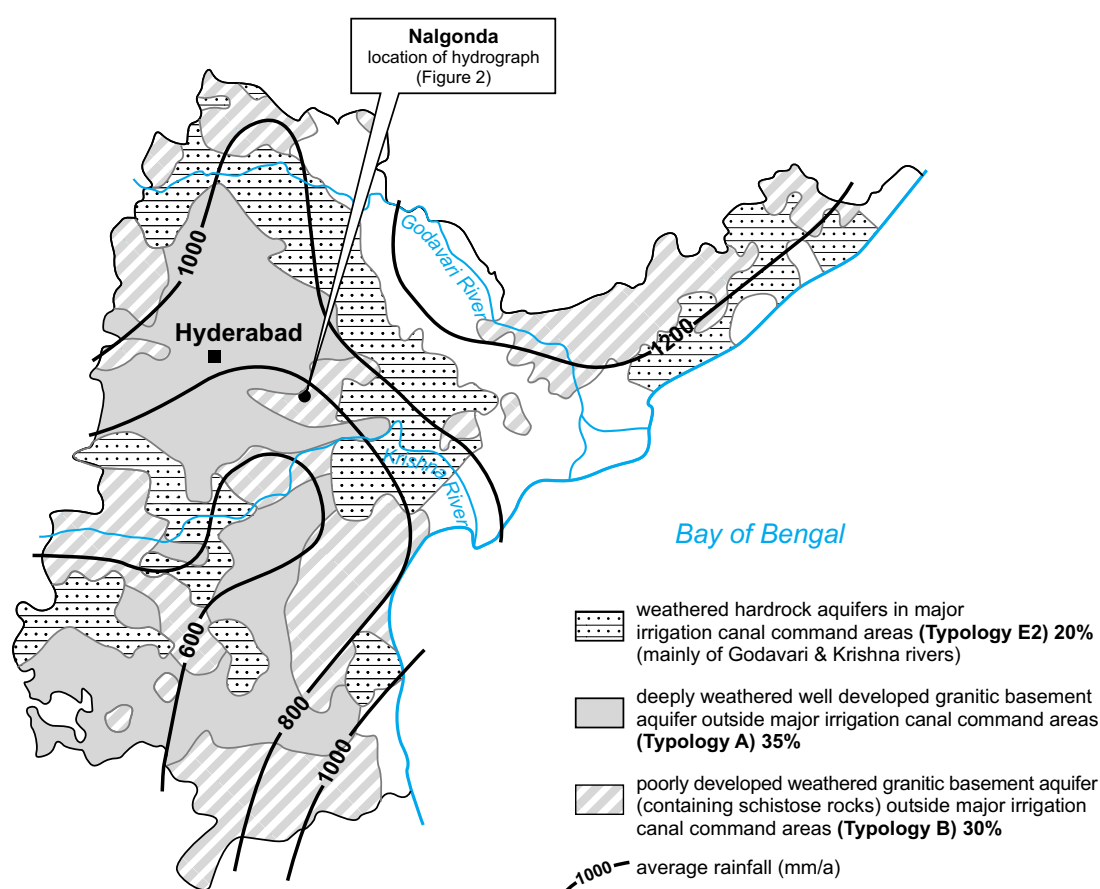 Nalgonda
location of hydrograph
(Figure 2)
Godavari River
1000
Hyderabad
1200
Krishna River
Bay of Bengal
600
800
1000
weathered hardrock aquifers in major
irrigation canal command areas (Typology E2) 20%
(mainly of Godavari & Krishna rivers)
deeply weathered well developed granitic basement
aquifer outside major irrigation canal command areas
(Typology A) 35%
poorly developed weathered granitic basement aquifer
(containing schistose rocks) outside major irrigation
canal command areas (Typology B) 30%
1000 average rainfall (mm/a)